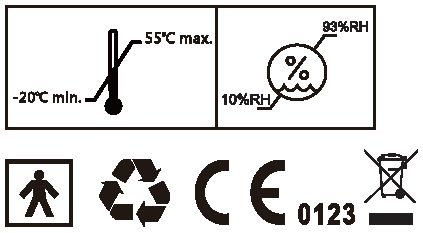 55℃ max.
-20℃ min.
93%RH
%
10%RH
CE 0123